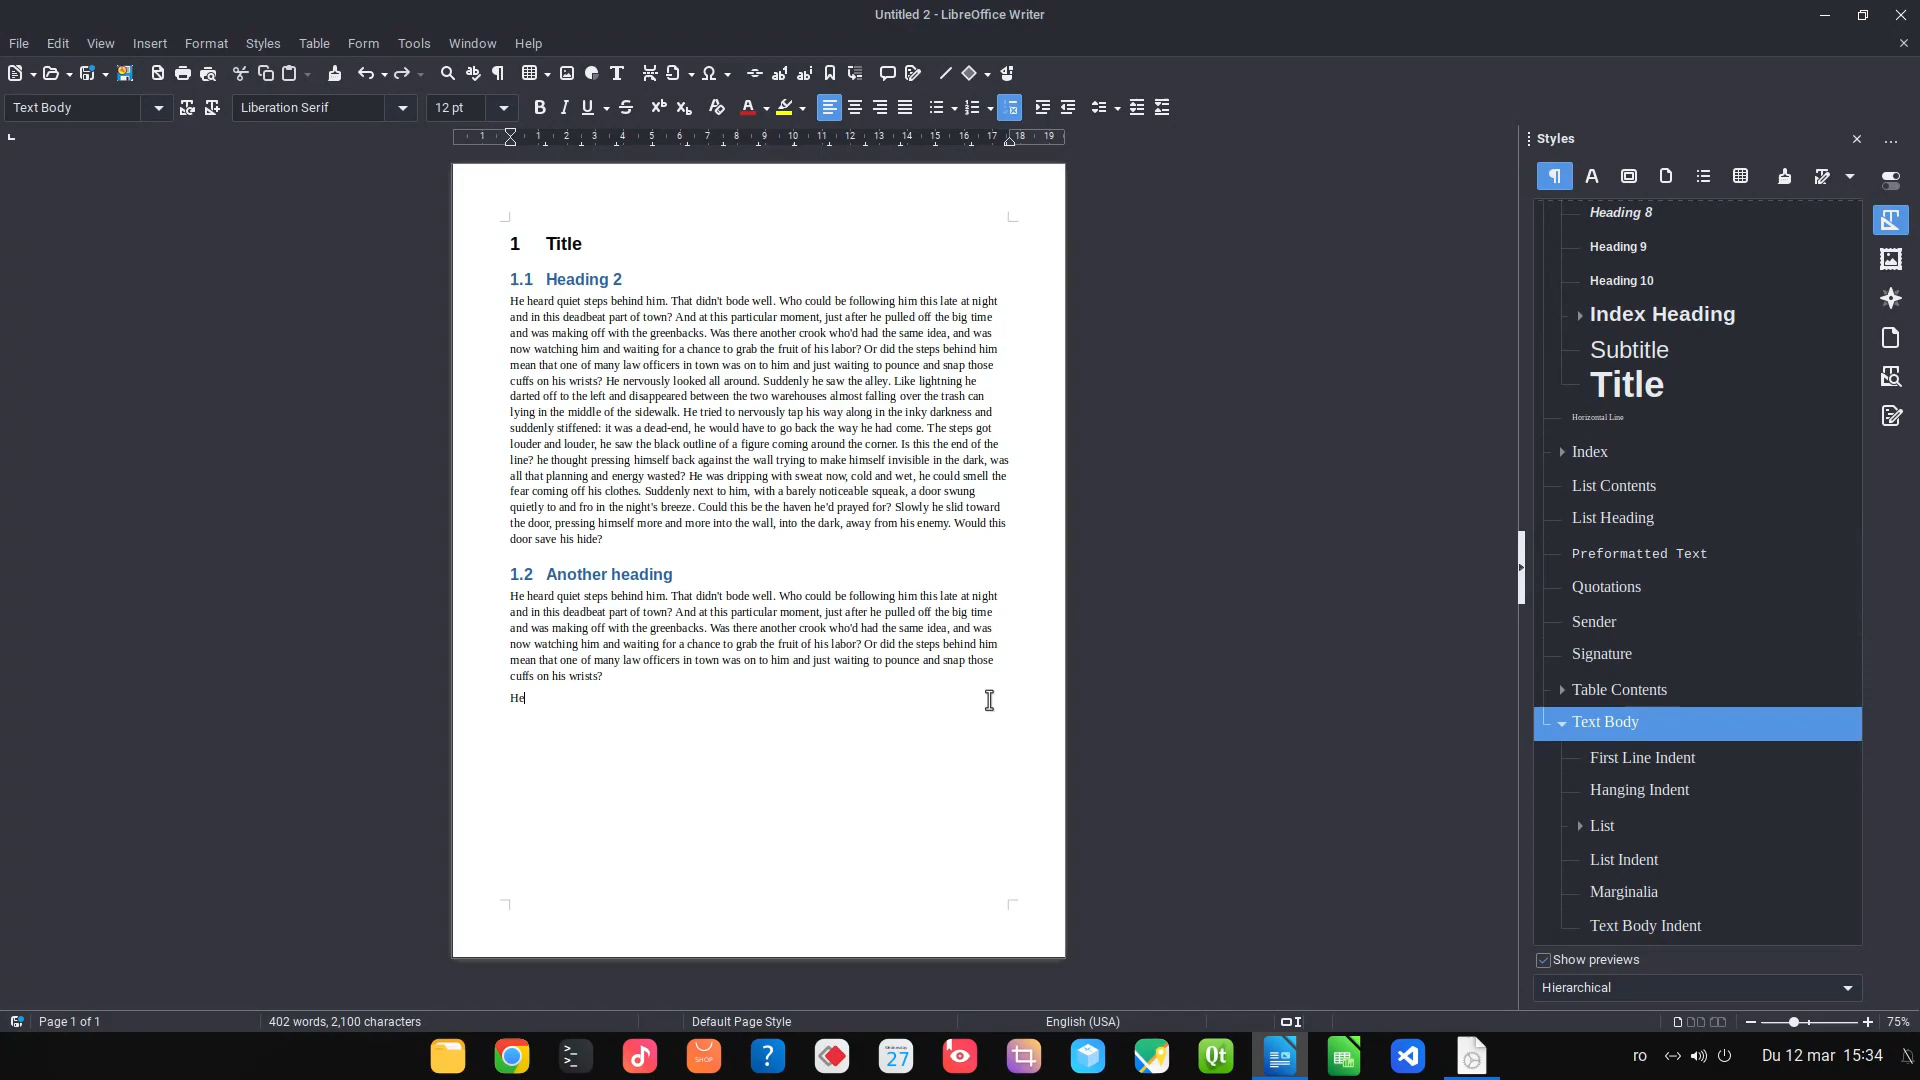 Untitled 2 - LibreOffice Writer
File Edit View Insert Format Styles Table Form Tools Window Help
Text Body Liberation Serif 12 pt
1 1 2 3 4 5 6 7 8 9 10 11 12 13 14 15 16 17 18 19
1 Title
1.1 Heading 2
He heard quiet steps behind him. That didn't bode well. Who could be following him this late at night
and in this deadbeat part of town? And at this particular moment, just after he pulled off the big time
and was making off with the greenbacks. Was there another crook who'd had the same idea, and was
now watching him and waiting for a chance to grab the fruit of his labor? Or did the steps behind him
mean that one of many law officers in town was on to him and just waiting to pounce and snap those
cuffs on his wrists? He nervously looked all around. Suddenly he saw the alley. Like lightning he
darted off to the left and disappeared between the two warehouses almost falling over the trash can
lying in the middle of the sidewalk. He tried to nervously tap his way along in the inky darkness and
suddenly stiffened: it was a dead-end, he would have to go back the way he had come. The steps got
louder and louder, he saw the black outline of a figure coming around the corner. Is this the end of the
line? he thought pressing himself back against the wall trying to make himself invisible in the dark, was
all that planning and energy wasted? He was dripping with sweat now, cold and wet, he could smell the
fear coming off his clothes. Suddenly next to him, with a barely noticeable squeak, a door swung
quietly to and fro in the night's breeze. Could this be the haven he'd prayed for? Slowly he slid toward
the door, pressing himself more and more into the wall, into the dark, away from his enemy. Would this
door save his hide?
1.2 Another heading
He heard quiet steps behind him. That didn't bode well. Who could be following him this late at night
and in this deadbeat part of town? And at this particular moment, just after he pulled off the big time
and was making off with the greenbacks. Was there another crook who'd had the same idea, and was
now watching him and waiting for a chance to grab the fruit of his labor? Or did the steps behind him
mean that one of many law officers in town was on to him and just waiting to pounce and snap those
cuffs on his wrists?
He
Styles
Heading 8
Heading 9
Heading 10
Index Heading
Subtitle
Title
Horizontal Line
Index
List Contents
List Heading
Preformatted Text
Quotations
Sender
Signature
Table Contents
Text Body
First Line Indent
Hanging Indent
List
List Indent
Marginalia
Text Body Indent
Show previews
Hierarchical
Page 1 of 1 402 words, 2,100 characters Default Page Style English (USA) 75%
SHOP 27 Qt ro Du 12 mar 15:34